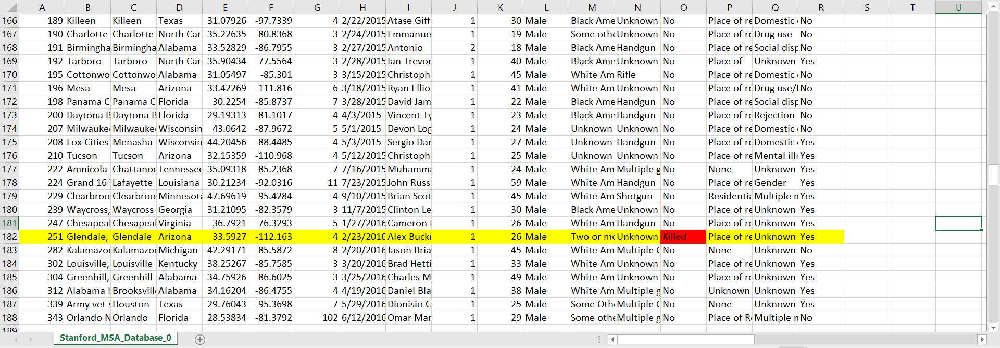 A B C D E F G H I J K L M N O P Q R S T U
166 189 Killeen Killeen Texas 31.07926 -97.7339 4 2/22/2015 Atase Giff 1 30 Male Black Ame Unknown No Place of re Domestic No
167 190 Charlotte Charlotte North Car 35.22635 -80.8368 3 2/24/2015 Emmanue 1 19 Male Some othe Unknown No Place of re Drug use No
168 191 Birmingha Birmingha Alabama 33.52829 -86.7955 3 2/27/2015 Antonio 2 18 Male Black Ame Handgun No Place of re Social disp No
169 192 Tarboro Tarboro North Car 35.90434 -77.5564 3 2/28/2015 Ian Trevor 1 40 Male Black Ame Unknown No Place of Unknown Yes
170 195 Cottonwo Cottonwo Alabama 31.05497 -85.301 3 3/15/2015 Christoph 1 45 Male White Am Rifle No Place of re Domestic No
171 196 Mesa Mesa Arizona 33.42269 -111.816 6 3/18/2015 Ryan Ellio 1 41 Male White Am Unknown No Place of re Drug use/ No
172 198 Panama C Panama C Florida 30.2254 -85.8737 7 3/28/2015 David Jam 1 22 Male Black Ame Handgun No Place of re Social disp No
173 200 Daytona B Daytona B Florida 29.19313 -81.1017 4 4/3/2015 Vincent Ty 1 23 Male Black Ame Handgun No Place of re Rejection No
174 207 Milwauke Milwauke Wisconsin 43.0642 -87.9672 5 5/1/2015 Devon Log 1 24 Male Unknown Unknown No Place of re Domestic No
175 208 Fox Cities Menasha Wisconsin 44.20456 -88.4485 4 5/3/2015 Sergio Dar 1 27 Male Unknown Handgun No Place of re Domestic Yes
176 210 Tucson Tucson Arizona 32.15359 -110.968 4 5/12/2015 Christoph 1 25 Male Unknown Unknown No Place of re Mental illr Yes
177 222 Amnicola Chattanoo Tennessee 35.09318 -85.2368 7 7/16/2015 Muhamma 1 24 Male White Am Multiple g No None Unknown Yes
178 224 Grand 16 Lafayette Louisiana 30.21234 -92.0316 11 7/23/2015 John Russ 1 59 Male White Am Handgun No Place of re Gender Yes
179 229 Clearbroo Clearbroo Minnesota 47.69619 -95.4284 4 9/10/2015 Brian Scot 1 45 Male White Am Shotgun No Residentia Multiple m Yes
180 239 Waycross, Waycross Georgia 31.21095 -82.3579 3 11/7/2015 Clinton Le 1 30 Male Black Ame Unknown No Place of re Unknown Yes
181 247 Chesapeal Chesapeal Virginia 36.7921 -76.3293 5 1/27/2016 Cameron 1 26 Male White Am Handgun No Place of re Unknown Yes
182 251 Glendale, Glendale Arizona 33.5927 -112.163 4 2/23/2016 Alex Buckr 1 26 Male Two or mo Unknown Killed Place of re Unknown Yes
183 282 Kalamazoo Kalamazoo Michigan 42.29171 -85.5872 8 2/20/2016 Jason Bria 1 45 Male White Am Multiple G No None Unknown No
184 302 Louisville, Louisville Kentucky 38.25267 -85.7585 3 3/20/2016 Brad Hetti 1 33 Male White Am Unknown No Place of re Unknown Yes
185 304 Greenhill, Greenhill Alabama 34.75926 -86.6025 3 3/25/2016 Charles M 1 49 Male White Am Unknown No Place of re Unknown Yes
186 312 Alabama h Brooksville Alabama 34.16204 -86.4755 4 4/19/2016 Daniel Bla 1 38 Male White Am Multiple g No Unknown Unknown Yes
187 339 Army vet s Houston Texas 29.76043 -95.3698 7 5/29/2016 Dionisio G 1 25 Male Some Oth Multiple G No None Unknown Yes
188 343 Orlando N Orlando Florida 28.53834 -81.3792 102 6/12/2016 Omar Mar 1 29 Male Some othe Multiple g No Place of Re Multiple m No
189
Stanford_MSA_Database_0